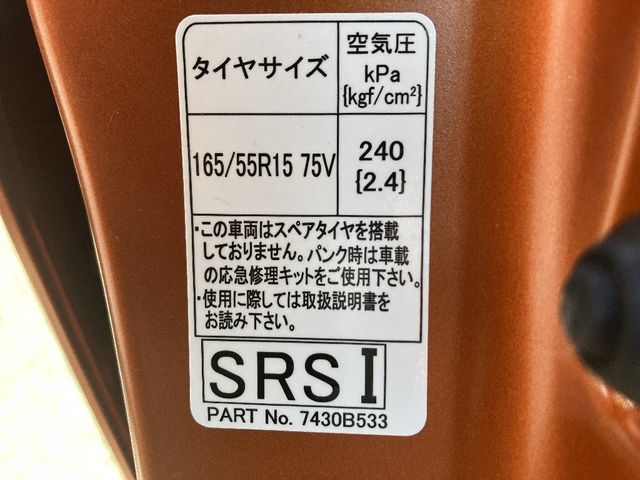 タイヤサイズ
空気圧
kPa
{kgf/cm²}
165/55R15 75V
240
{2.4}
・この車両はスペアタイヤを搭載
しておりません。パンク時は車載
の応急修理キットをご使用下さい。
・使用に際しては取扱説明書を
お読み下さい。
SRS I
PART No. 7430B533